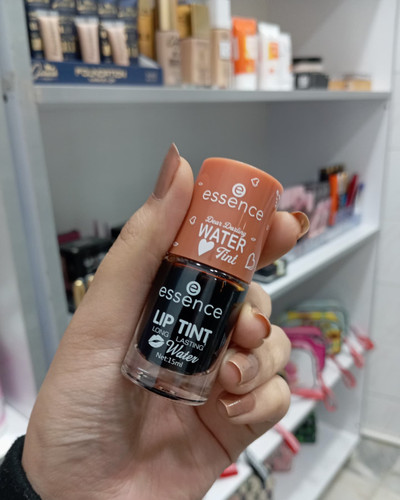 essence
Dear Darling
WATER
Tint
essence
LIP TINT
LONG LASTING
Water
Net 15ml